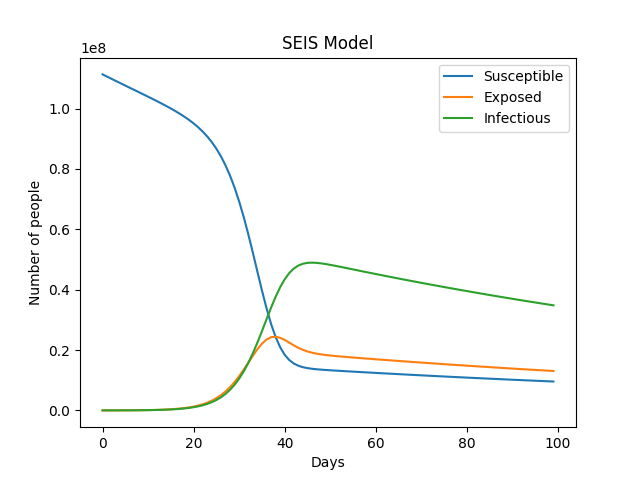 SEIS Model
1e8
Susceptible
Exposed
Infectious
1.0
0.8
0.6
0.4
0.2
0.0
Number of people
0 20 40 60 80 100
Days